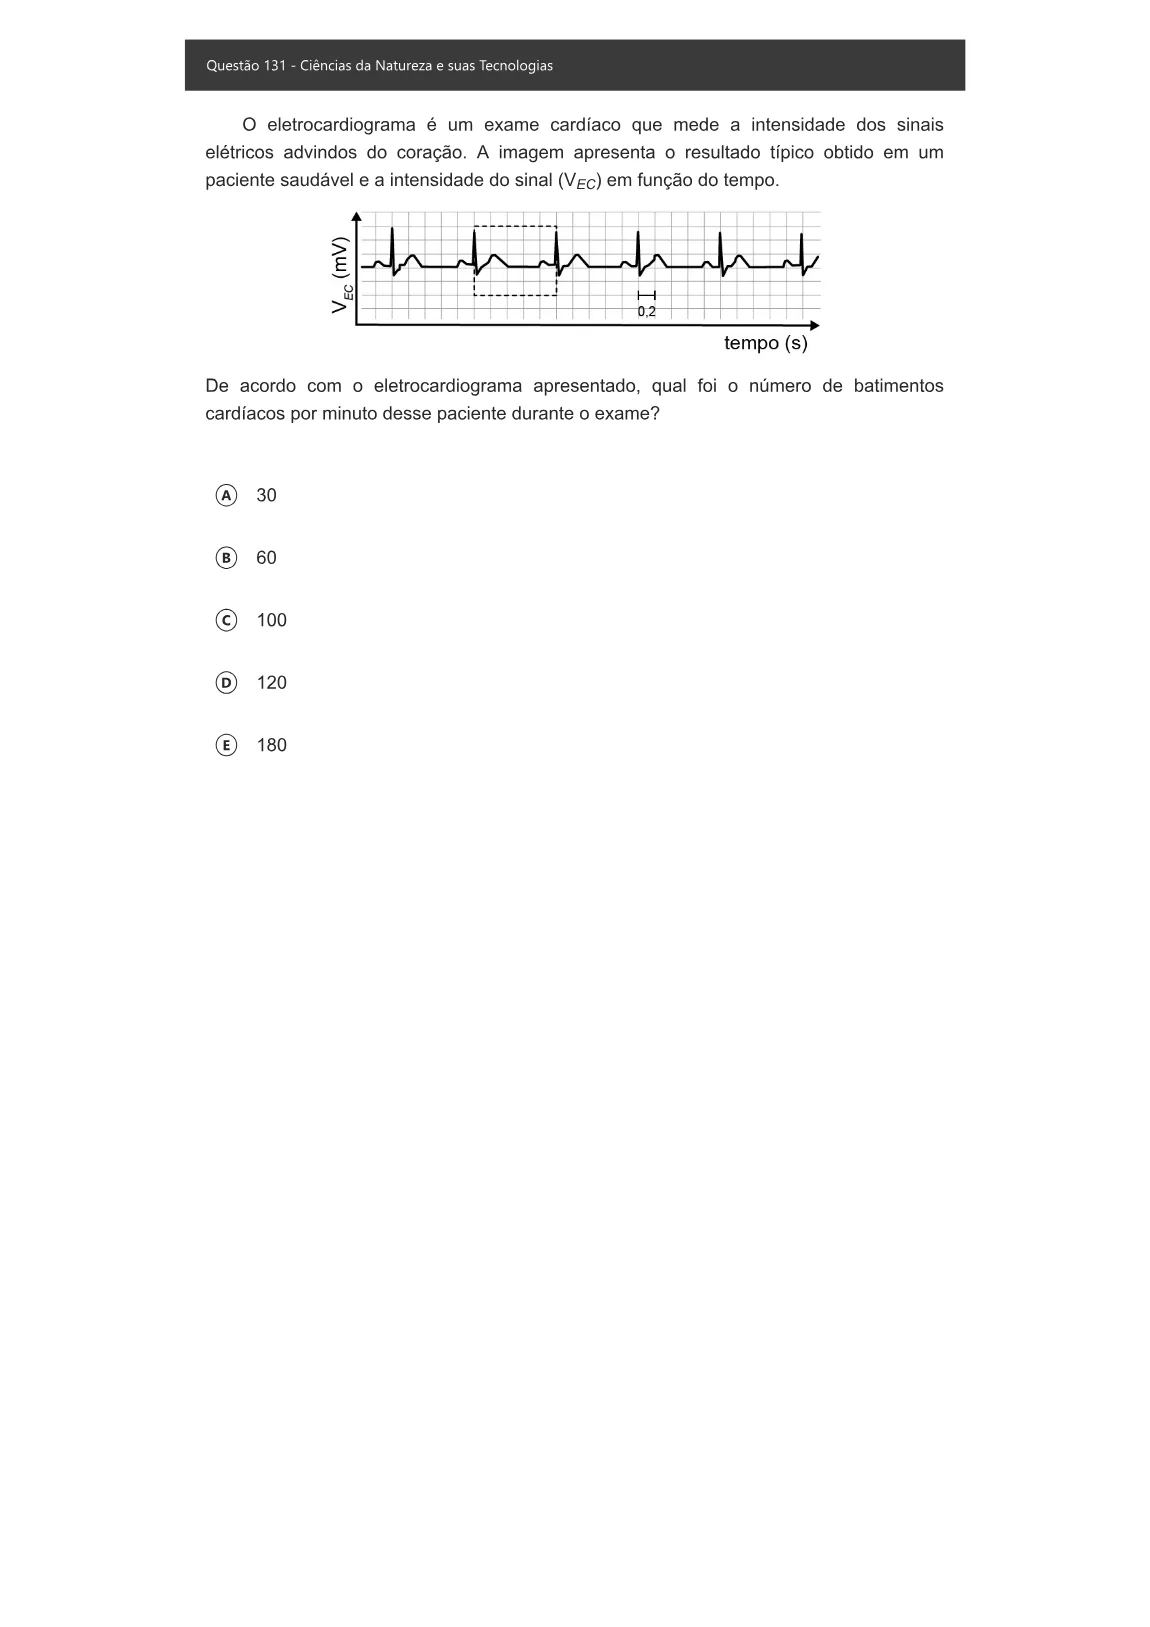 Questão 131 - Ciências da Natureza e suas Tecnologias
O eletrocardiograma é um exame cardíaco que mede a intensidade dos sinais
elétricos advindos do coração. A imagem apresenta o resultado típico obtido em um
paciente saudável e a intensidade do sinal (VEC) em função do tempo.
VEC (mV)
0,2
tempo (s)
De acordo com o eletrocardiograma apresentado, qual foi o número de batimentos
cardíacos por minuto desse paciente durante o exame?
A 30
B 60
C 100
D 120
E 180